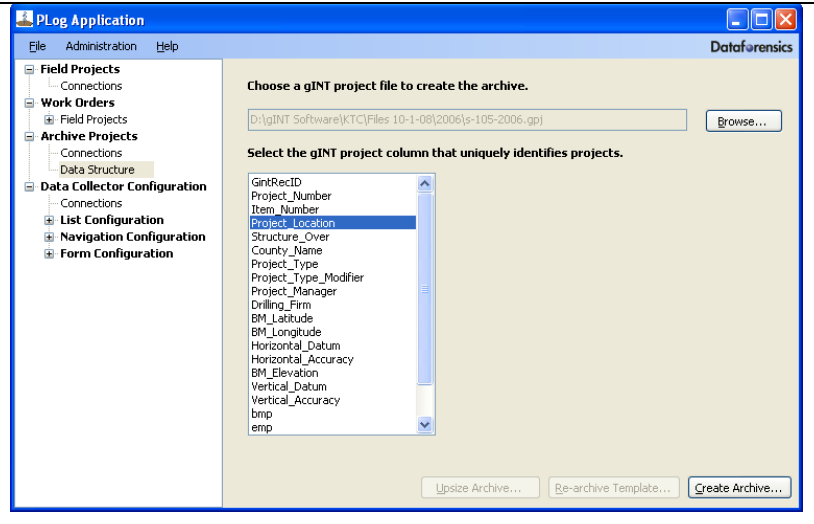 PLog Application
File Administration Help
Dataforensics
Field Projects
Connections
Work Orders
Field Projects
Archive Projects
Connections
Data Structure
Data Collector Configuration
Connections
List Configuration
Navigation Configuration
Form Configuration
Choose a gINT project file to create the archive.
D:\gINT Software\KTC\Files 10-1-08\2006\s-105-2006.gpj
Browse...
Select the gINT project column that uniquely identifies projects.
GintRecID
Project_Number
Item_Number
Project_Location
Structure_Over
County_Name
Project_Type
Project_Type_Modifier
Project_Manager
Drilling_Firm
BM_Latitude
BM_Longitude
Horizontal_Datum
Horizontal_Accuracy
BM_Elevation
Vertical_Datum
Vertical_Accuracy
bmp
emp
Upsize Archive... Re-archive Template... Create Archive...